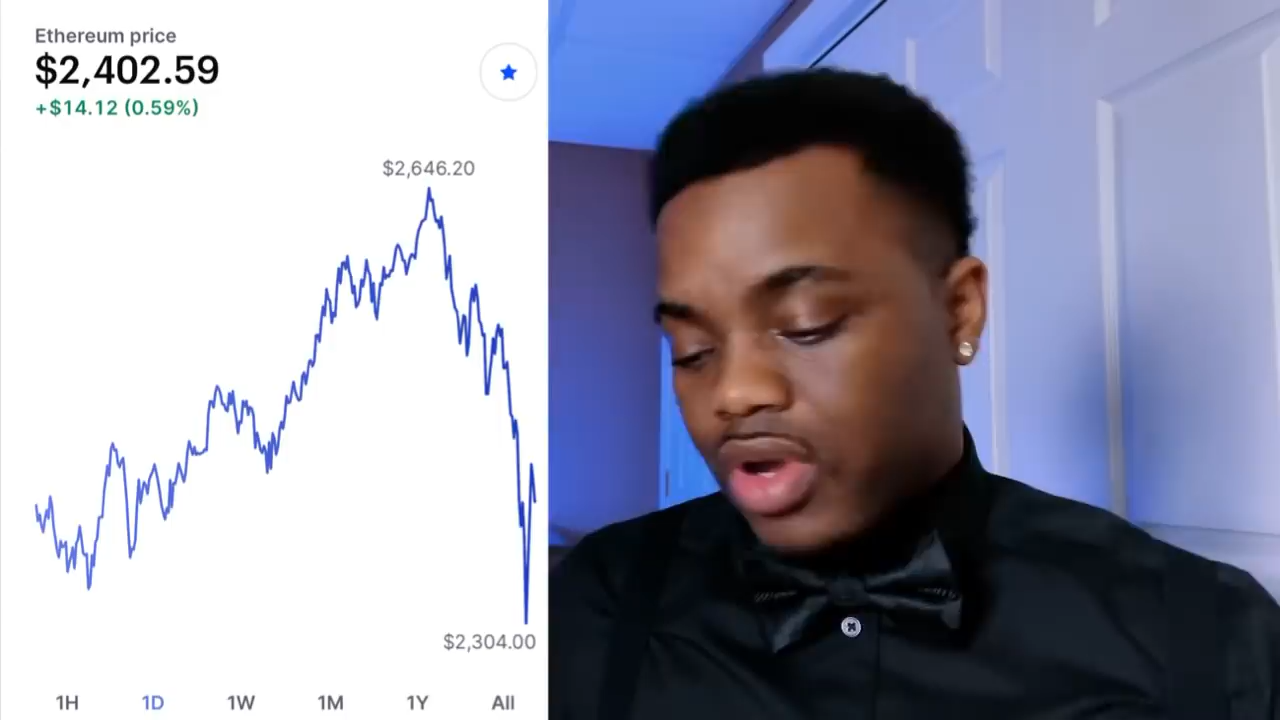 Ethereum price
$2,402.59
+$14.12 (0.59%)
$2,646.20
$2,304.00
1H 1D 1W 1M 1Y All